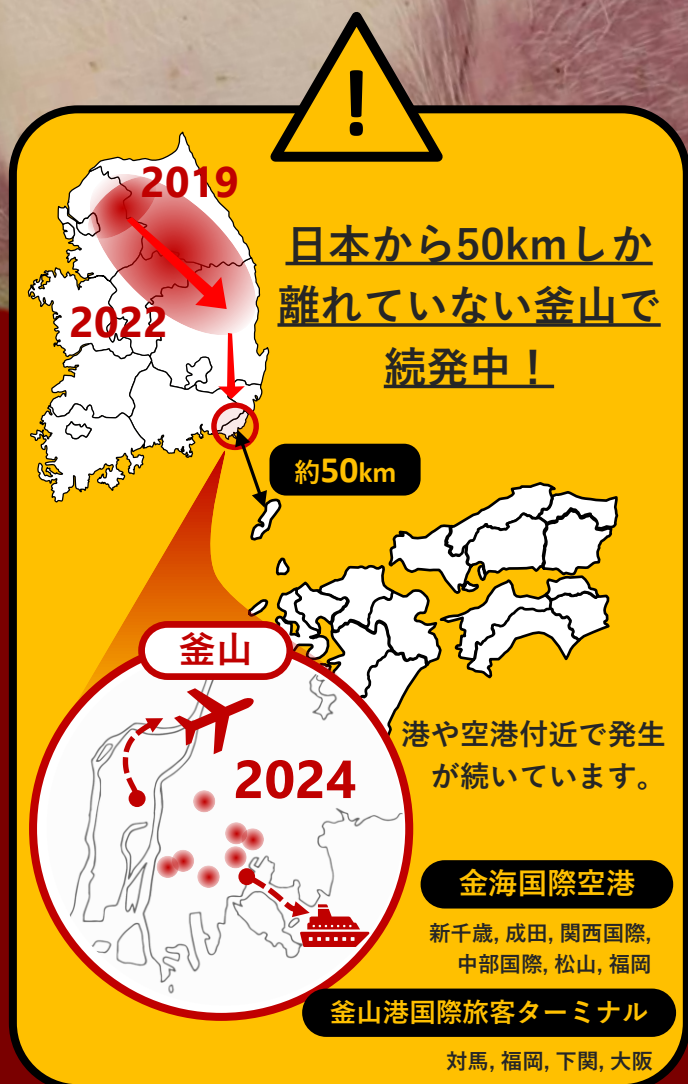 !
2019
2022
日本から50kmしか
離れていない釜山で
続発中！
約50km
釜山
2024
港や空港付近で発生
が続いています。
金海国際空港
新千歳, 成田, 関西国際,
中部国際, 松山, 福岡
釜山港国際旅客ターミナル
対馬, 福岡, 下関, 大阪